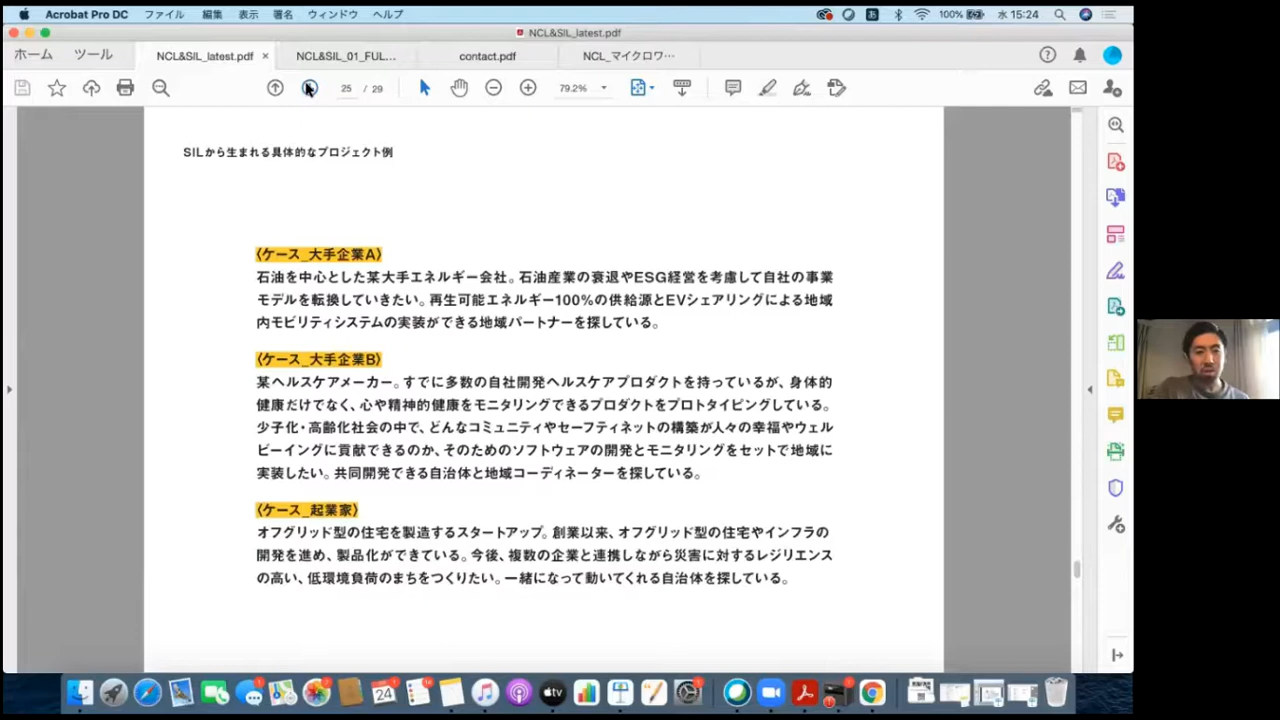 Acrobat Pro DC ファイル 編集 表示 署名 ウィンドウ ヘルプ 100% 水 15:24
NCL&SIL_latest.pdf
ホーム ツール NCL&SIL_latest.pdf × NCL&SIL_01_FUL... contact.pdf NCL_マイクロワ…
25 / 29 79.2%
SILから生まれる具体的なプロジェクト例
〈ケース_大手企業A〉
石油を中心とした某大手エネルギー会社。石油産業の衰退やESG経営を考慮して自社の事業
モデルを転換していきたい。再生可能エネルギー100%の供給源とEVシェアリングによる地域
内モビリティシステムの実装ができる地域パートナーを探している。
〈ケース_大手企業B〉
某ヘルスケアメーカー。すでに多数の自社開発ヘルスケアプロダクトを持っているが、身体的
健康だけでなく、心や精神的健康をモニタリングできるプロダクトをプロトタイピングしている。
少子化・高齢化社会の中で、どんなコミュニティやセーフティネットの構築が人々の幸福やウェル
ビーイングに貢献できるのか、そのためのソフトウェアの開発とモニタリングをセットで地域に
実装したい。共同開発できる自治体と地域コーディネーターを探している。
〈ケース_起業家〉
オフグリッド型の住宅を製造するスタートアップ。創業以来、オフグリッド型の住宅やインフラの
開発を進め、製品化ができている。今後、複数の企業と連携しながら災害に対するレジリエンス
の高い、低環境負荷のまちをつくりたい。一緒になって動いてくれる自治体を探している。
24 tv